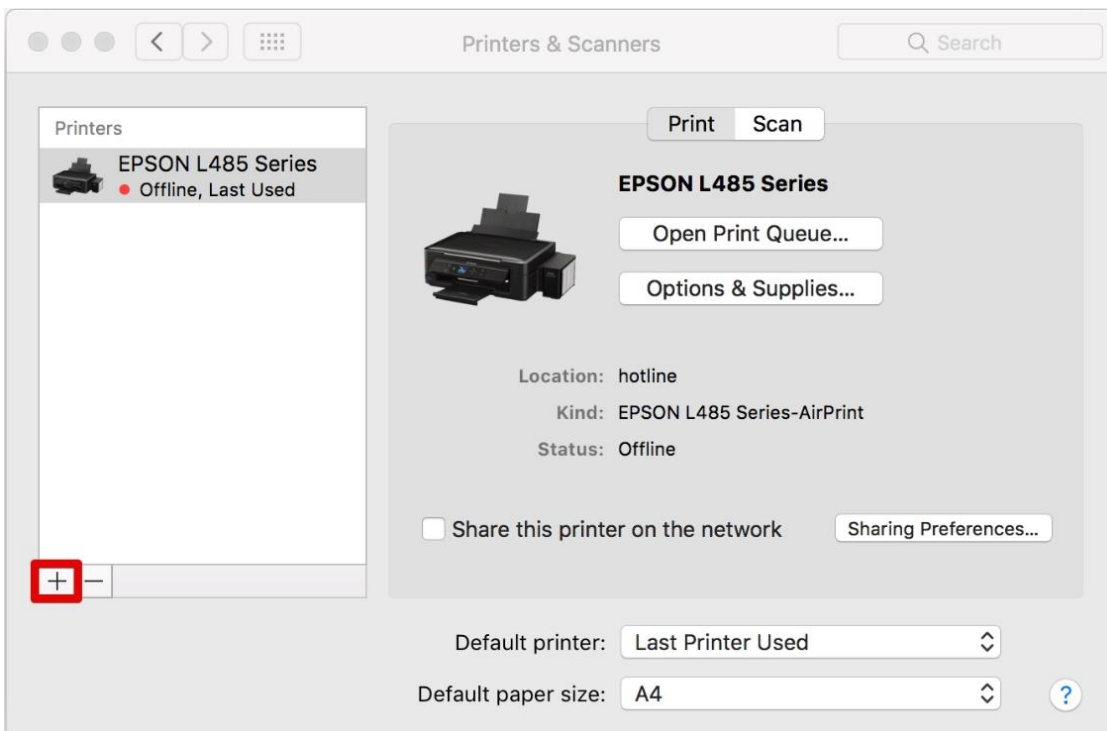 Printers & Scanners
Search
Printers
EPSON L485 Series
Offline, Last Used
Print Scan
EPSON L485 Series
Open Print Queue...
Options & Supplies...
Location: hotline
Kind: EPSON L485 Series-AirPrint
Status: Offline
Share this printer on the network
Sharing Preferences...
+ −
Default printer: Last Printer Used
Default paper size: A4
?